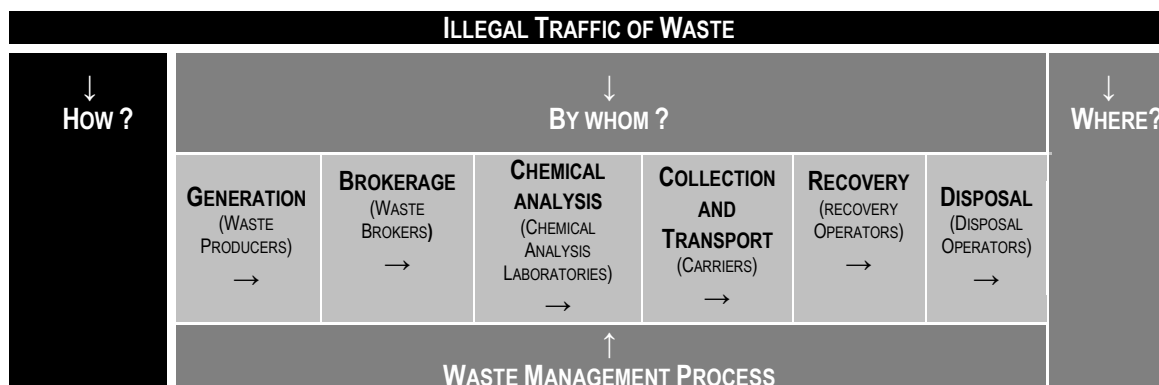 ILLEGAL TRAFFIC OF WASTE
↓
HOW ?
↓
BY WHOM ?
↓
WHERE?
GENERATION
(WASTE
PRODUCERS)
→
BROKERAGE
(WASTE
BROKERS)
→
CHEMICAL
ANALYSIS
(CHEMICAL
ANALYSIS
LABORATORIES)
→
COLLECTION
AND
TRANSPORT
(CARRIERS)
→
RECOVERY
(RECOVERY
OPERATORS)
→
DISPOSAL
(DISPOSAL
OPERATORS)
→
↑
WASTE MANAGEMENT PROCESS